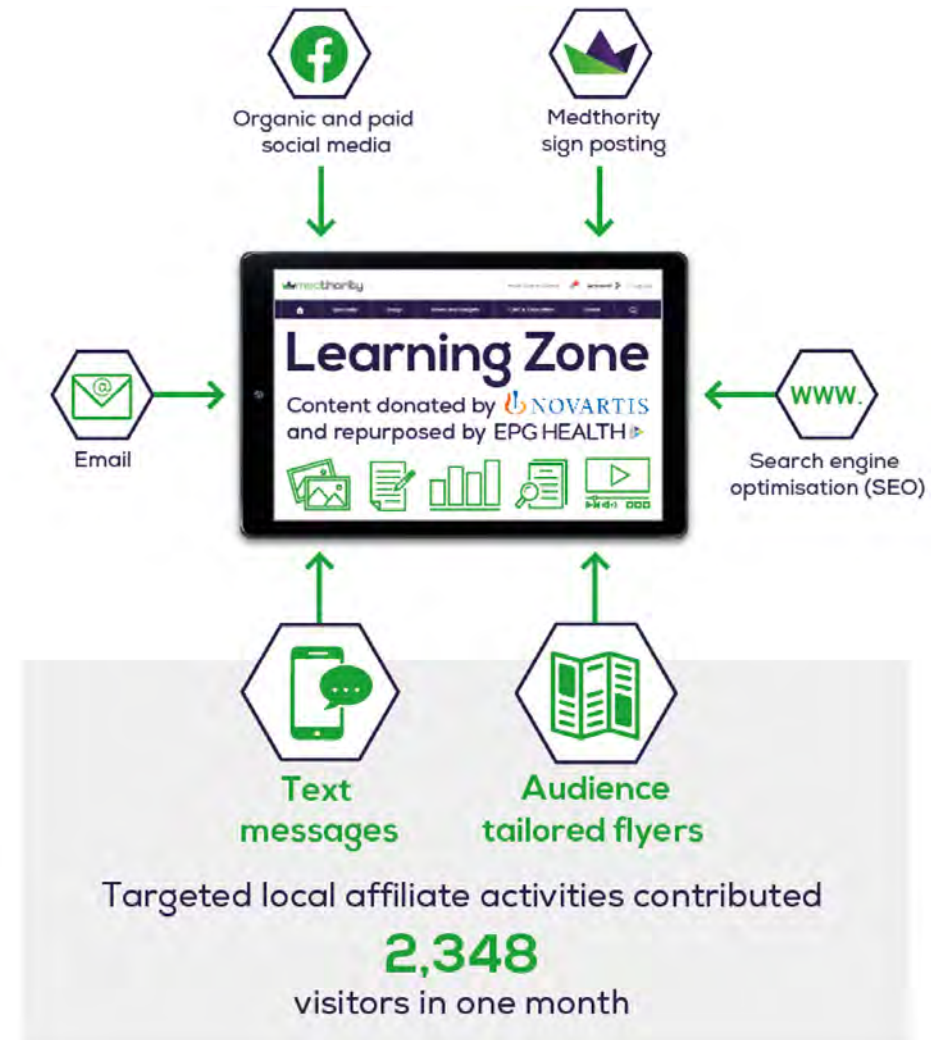 Organic and paid
social media
Medthority
sign posting
medthority
Learning Zone
Content donated by NOVARTIS
and repurposed by EPG HEALTH
@
Email
www.
Search engine
optimisation (SEO)
Text
messages
Audience
tailored flyers
Targeted local affiliate activities contributed
2,348
visitors in one month